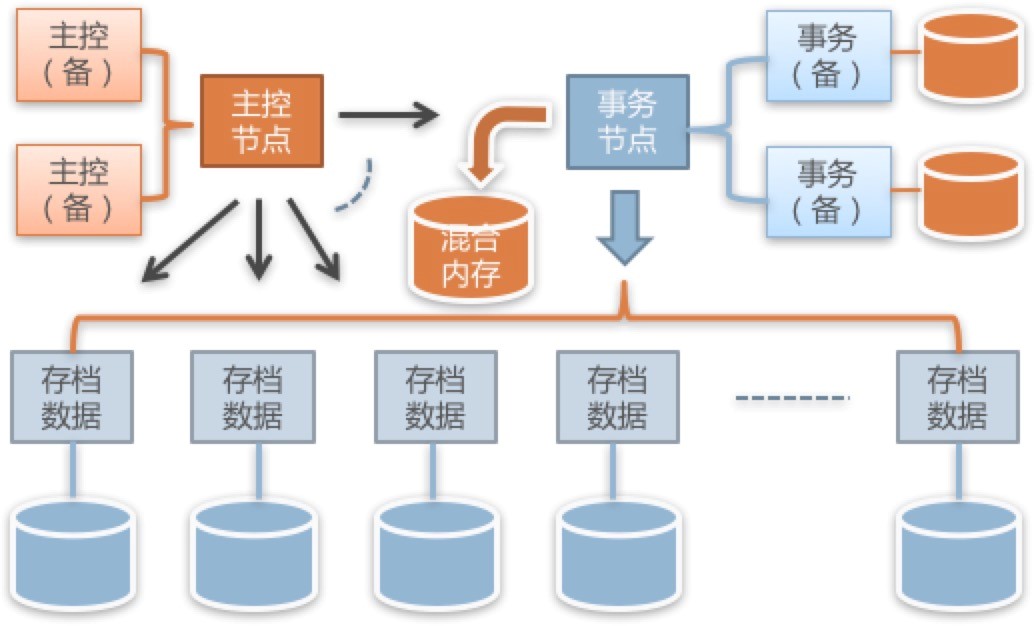 主控
（备）
主控
（备）
主控
节点
事务
节点
事务
（备）
事务
（备）
混合
内存
存档
数据
存档
数据
存档
数据
存档
数据
存档
数据